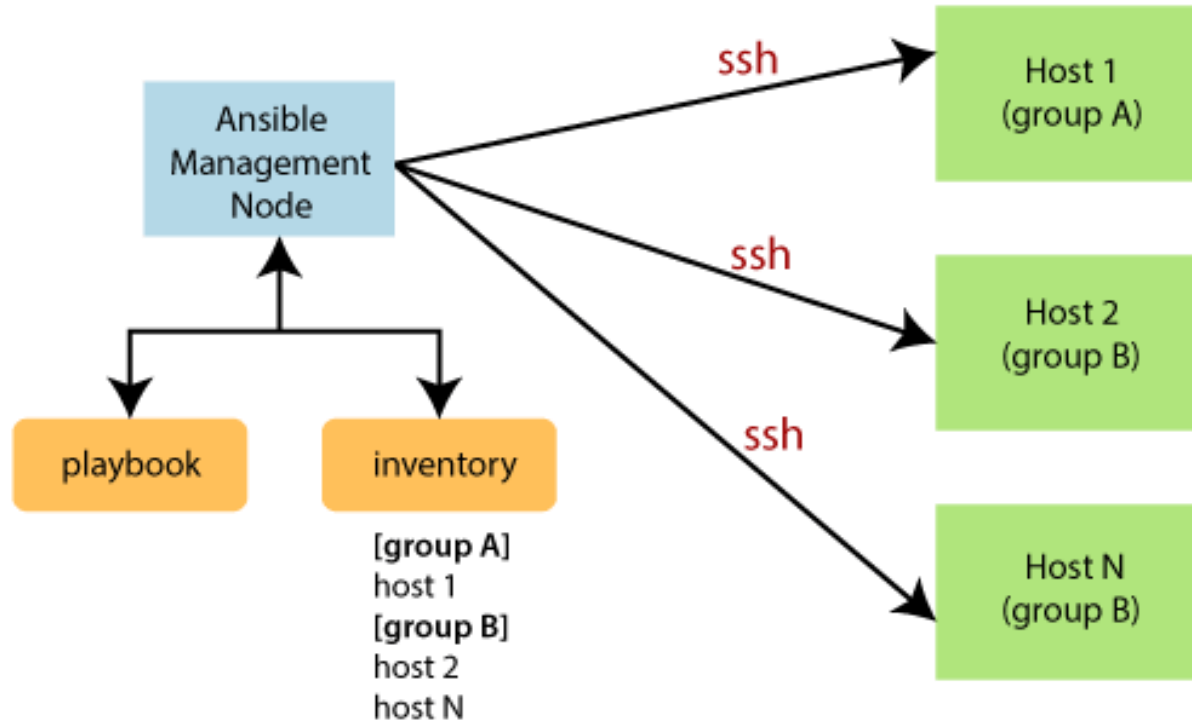 ssh
Host 1
(group A)
Ansible
Management
Node
ssh
Host 2
(group B)
ssh
playbook
inventory
[group A]
host 1
[group B]
host 2
host N
Host N
(group B)